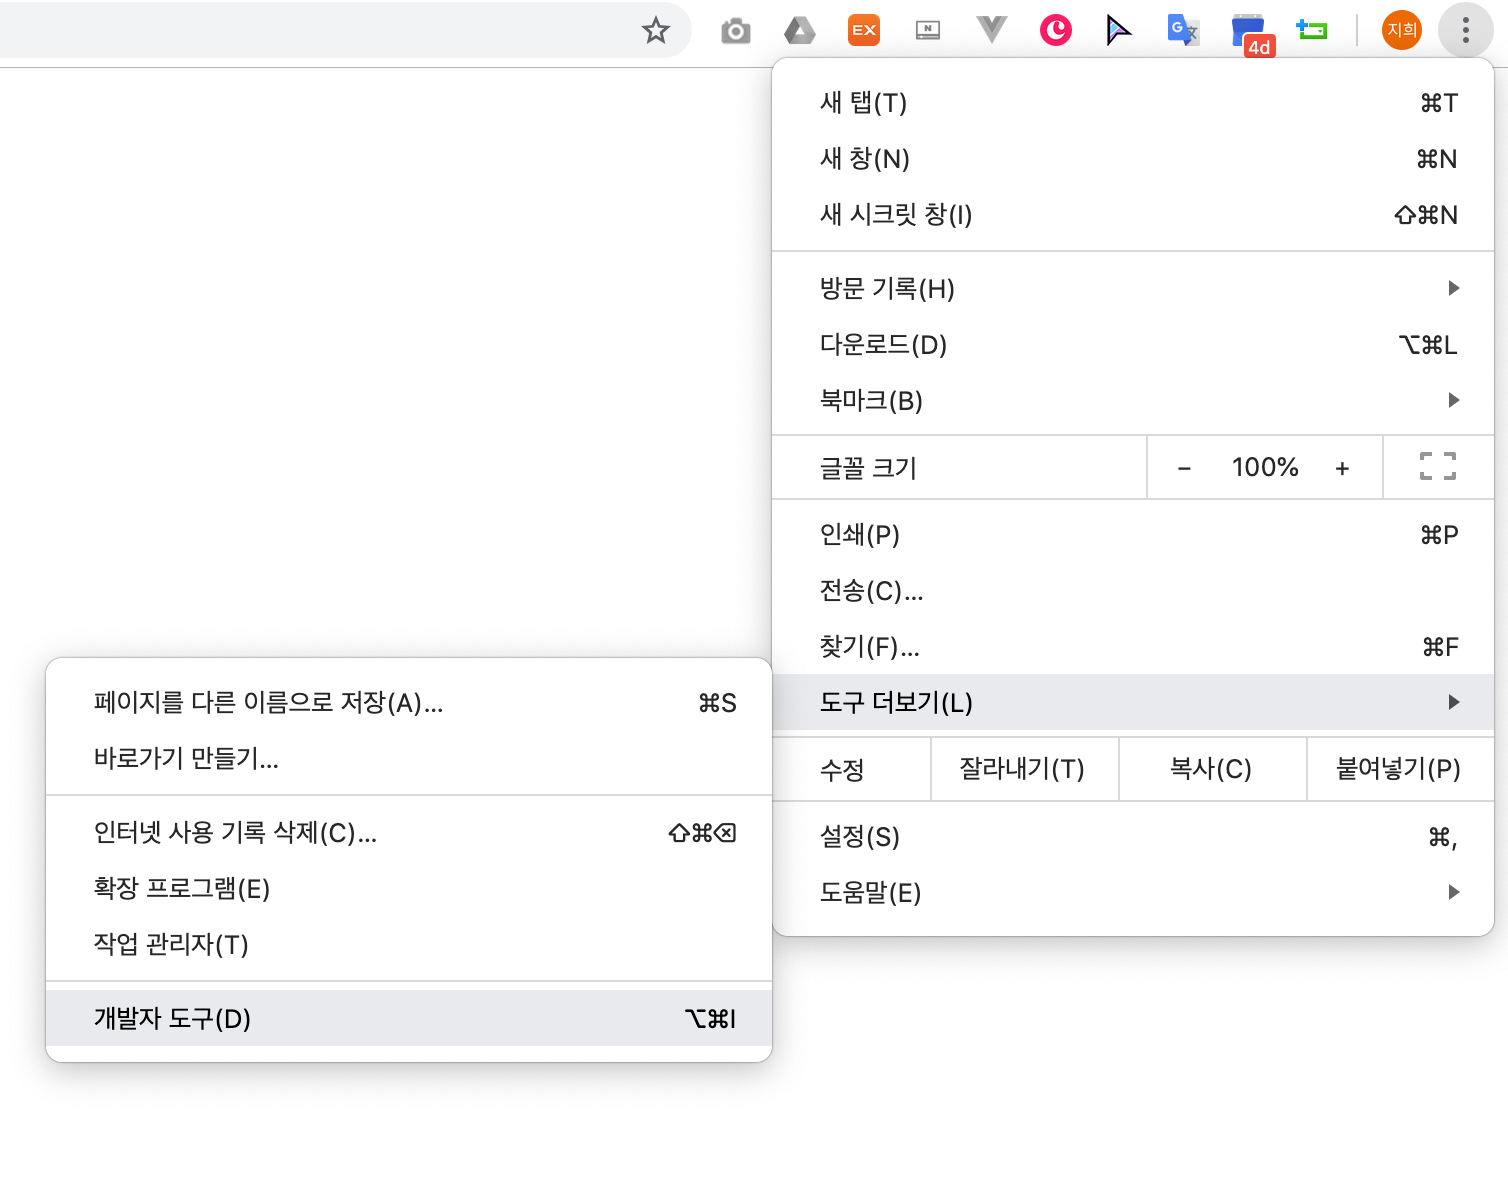 EX
N
G 文
4d
지희
새 탭(T) ⌘T
새 창(N) ⌘N
새 시크릿 창(I) ⇧⌘N
방문 기록(H)
다운로드(D) ⌥⌘L
북마크(B)
글꼴 크기 − 100% +
인쇄(P) ⌘P
전송(C)...
찾기(F)... ⌘F
도구 더보기(L)
수정 잘라내기(T) 복사(C) 붙여넣기(P)
설정(S) ⌘,
도움말(E)
페이지를 다른 이름으로 저장(A)... ⌘S
바로가기 만들기...
인터넷 사용 기록 삭제(C)... ⇧⌘⌫
확장 프로그램(E)
작업 관리자(T)
개발자 도구(D) ⌥⌘I